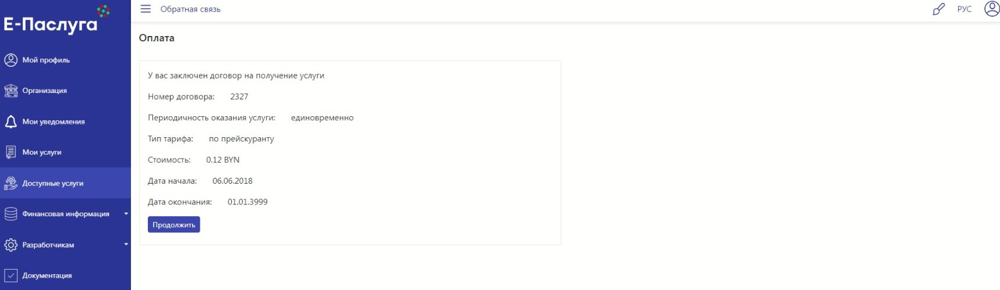 Е-Паслуга
Мой профиль
Организация
Мои уведомления
Мои услуги
Доступные услуги
Финансовая информация
Разработчикам
Документация
Обратная связь
РУС
Оплата
У вас заключен договор на получение услуги
Номер договора: 2327
Периодичность оказания услуги: единовременно
Тип тарифа: по прейскуранту
Стоимость: 0.12 BYN
Дата начала: 06.06.2018
Дата окончания: 01.01.3999
Продолжить